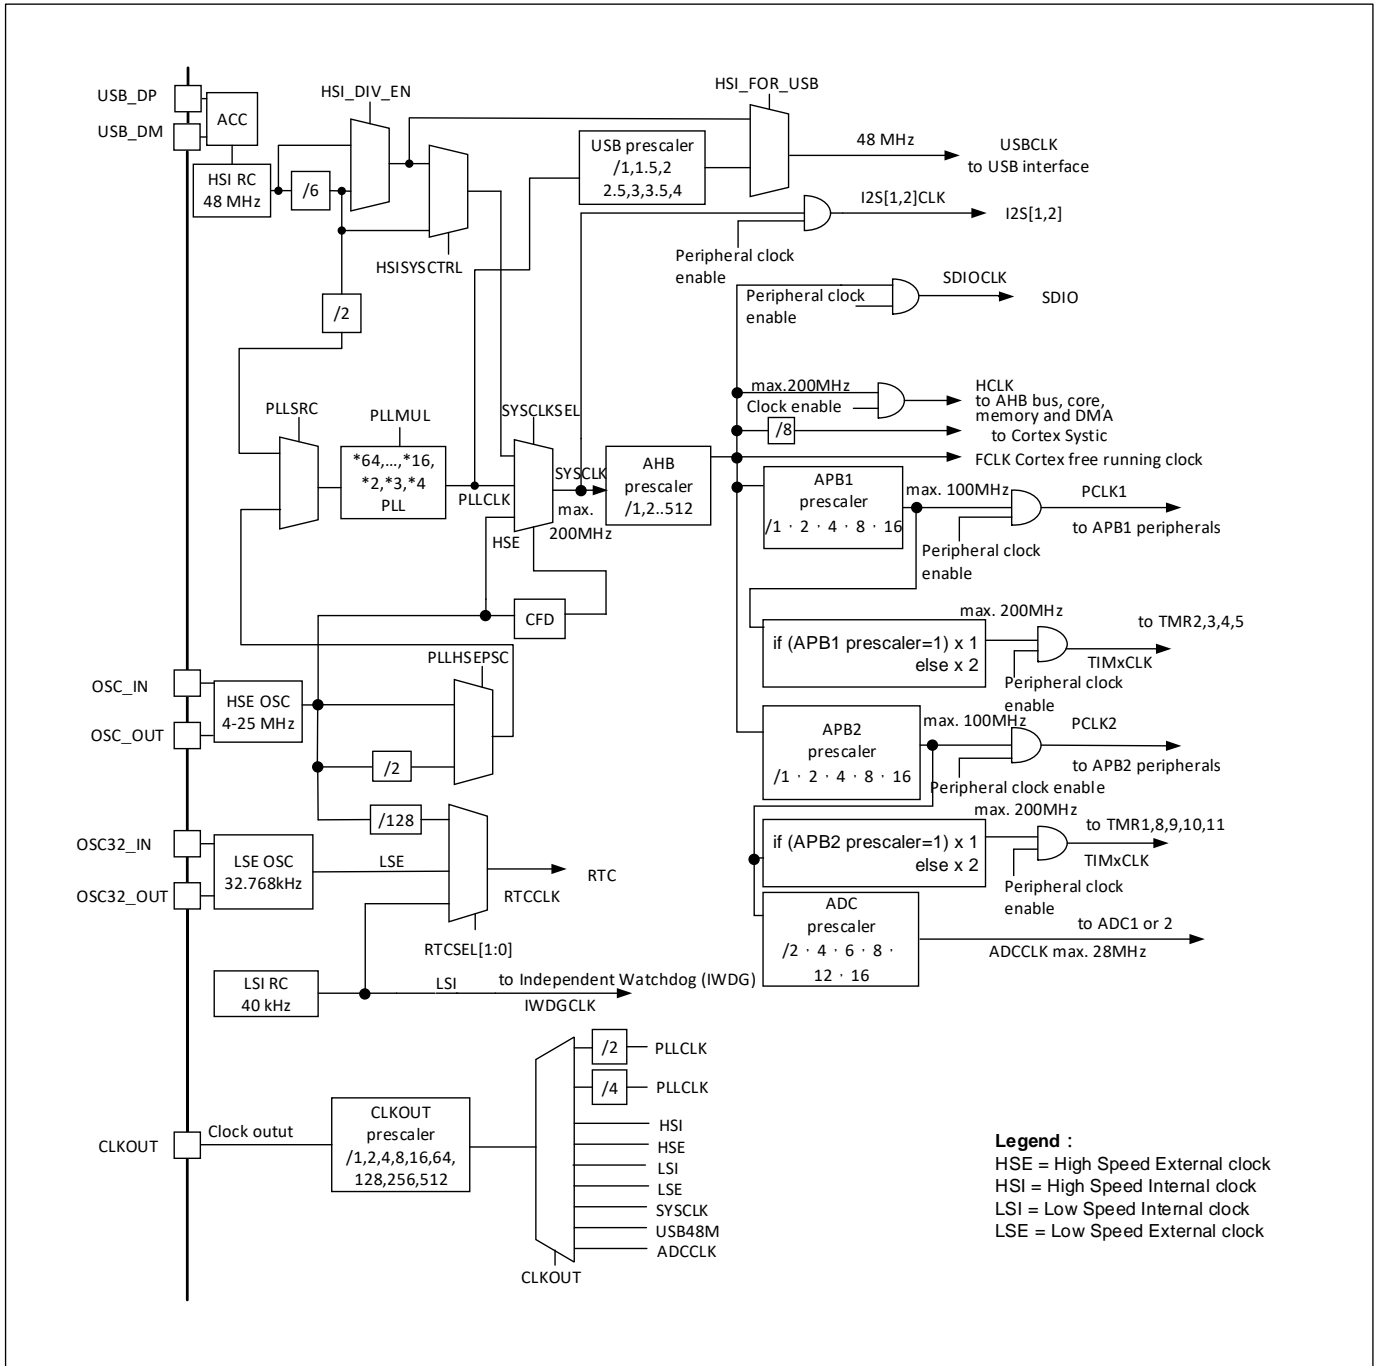 USB_DP
USB_DM
ACC
HSI RC
48 MHz
/6
HSI_DIV_EN
HSISYSCTRL
/2
HSI_FOR_USB
USB prescaler
/1,1.5,2
2.5,3,3.5,4
48 MHz
USBCLK
to USB interface
I2S[1,2]CLK
I2S[1,2]
Peripheral clock
enable
SDIOCLK
SDIO
Peripheral clock
enable
max.200MHz
Clock enable
HCLK
to AHB bus, core,
memory and DMA
/8
to Cortex Systic
FCLK Cortex free running clock
PLLSRC
PLLMUL
*64,...,*16,
*2,*3,*4
PLL
PLLCLK
SYSCLKSEL
HSE
SYSCLK
max.
200MHz
AHB
prescaler
/1,2..512
APB1
prescaler
/1 · 2 · 4 · 8 · 16
max. 100MHz
PCLK1
to APB1 peripherals
Peripheral clock
enable
CFD
if (APB1 prescaler=1) x 1
else x 2
max. 200MHz
to TMR2,3,4,5
TIMxCLK
Peripheral clock
enable
OSC_IN
OSC_OUT
HSE OSC
4-25 MHz
PLLHSEPSC
/2
APB2
prescaler
/1 · 2 · 4 · 8 · 16
max. 100MHz
PCLK2
to APB2 peripherals
Peripheral clock enable
max. 200MHz
if (APB2 prescaler=1) x 1
else x 2
to TMR1,8,9,10,11
TIMxCLK
Peripheral clock
enable
/128
OSC32_IN
OSC32_OUT
LSE OSC
32.768kHz
LSE
RTC
RTCCLK
RTCSEL[1:0]
ADC
prescaler
/2 · 4 · 6 · 8 ·
12 · 16
to ADC1 or 2
ADCCLK max. 28MHz
LSI RC
40 kHz
LSI
to Independent Watchdog (IWDG)
IWDGCLK
/2
PLLCLK
/4
PLLCLK
HSI
HSE
LSI
LSE
SYSCLK
USB48M
ADCCLK
CLKOUT
CLKOUT
Clock outut
CLKOUT
prescaler
/1,2,4,8,16,64,
128,256,512
Legend :
HSE = High Speed External clock
HSI = High Speed Internal clock
LSI = Low Speed Internal clock
LSE = Low Speed External clock